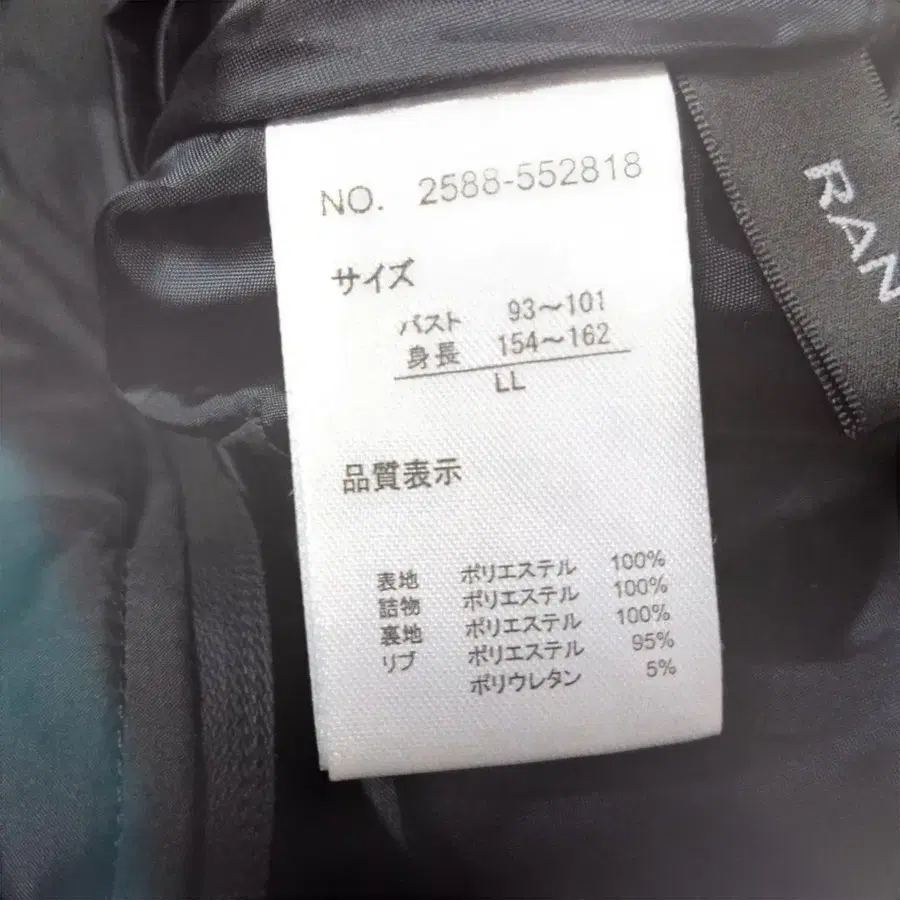 NO. 2588-552818
サイズ
バスト 93～101
身長 154～162
LL
品質表示
表地 ポリエステル 100%
詰物 ポリエステル 100%
裏地 ポリエステル 100%
リブ ポリエステル 95%
ポリウレタン 5%
RAN